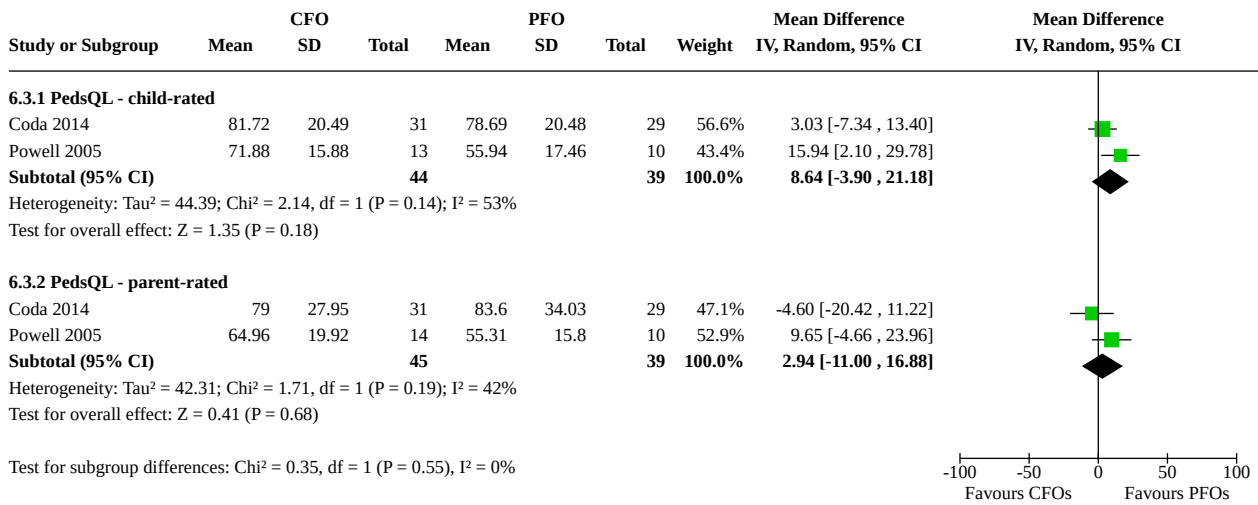 CFO PFO Mean Difference Mean Difference
Study or Subgroup Mean SD Total Mean SD Total Weight IV, Random, 95% CI IV, Random, 95% CI
6.3.1 PedsQL - child-rated
Coda 2014 81.72 20.49 31 78.69 20.48 29 56.6% 3.03 [-7.34 , 13.40]
Powell 2005 71.88 15.88 13 55.94 17.46 10 43.4% 15.94 [2.10 , 29.78]
Subtotal (95% CI) 44 39 100.0% 8.64 [-3.90 , 21.18]
Heterogeneity: Tau² = 44.39; Chi² = 2.14, df = 1 (P = 0.14); I² = 53%
Test for overall effect: Z = 1.35 (P = 0.18)
6.3.2 PedsQL - parent-rated
Coda 2014 79 27.95 31 83.6 34.03 29 47.1% -4.60 [-20.42 , 11.22]
Powell 2005 64.96 19.92 14 55.31 15.8 10 52.9% 9.65 [-4.66 , 23.96]
Subtotal (95% CI) 45 39 100.0% 2.94 [-11.00 , 16.88]
Heterogeneity: Tau² = 42.31; Chi² = 1.71, df = 1 (P = 0.19); I² = 42%
Test for overall effect: Z = 0.41 (P = 0.68)
Test for subgroup differences: Chi² = 0.35, df = 1 (P = 0.55), I² = 0%
-100 -50 0 50 100
Favours CFOs Favours PFOs